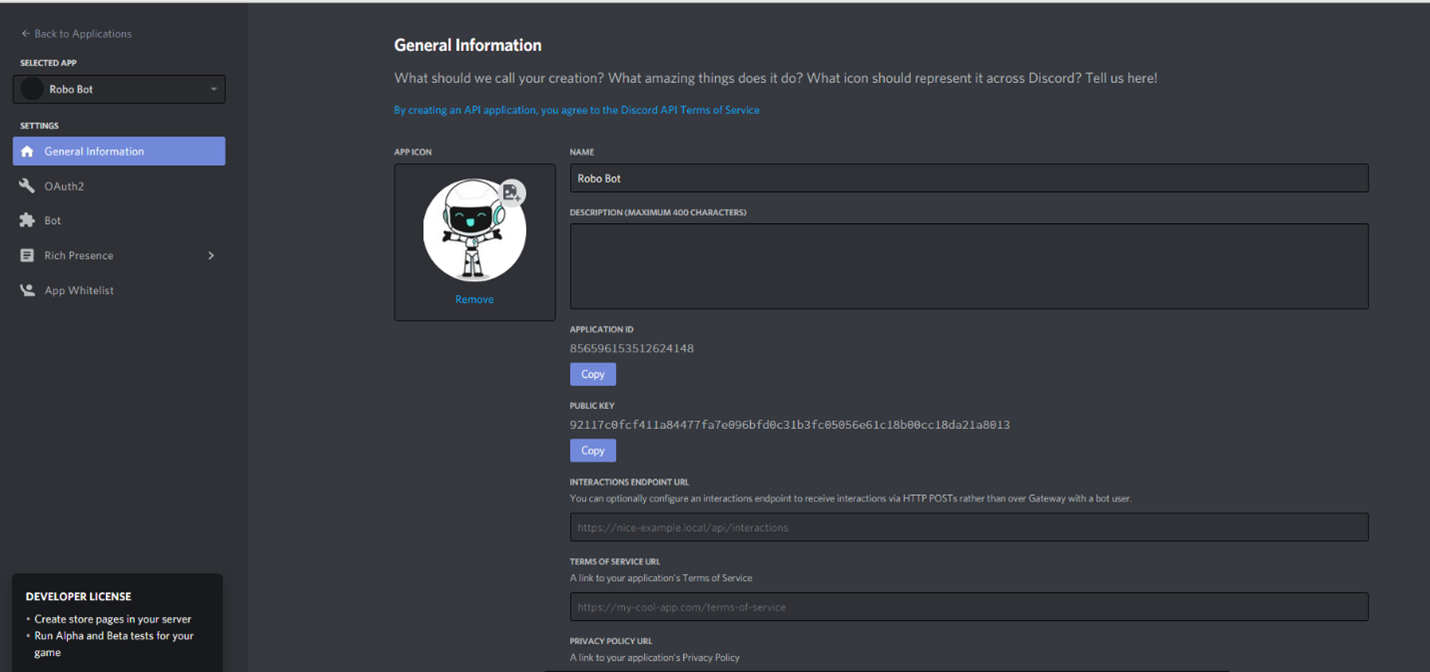 ← Back to Applications
SELECTED APP
Robo Bot
SETTINGS
General Information
OAuth2
Bot
Rich Presence
App Whitelist
DEVELOPER LICENSE
• Create store pages in your server
• Run Alpha and Beta tests for your
game
General Information
What should we call your creation? What amazing things does it do? What icon should represent it across Discord? Tell us here!
By creating an API application, you agree to the Discord API Terms of Service
APP ICON
Remove
NAME
Robo Bot
DESCRIPTION (MAXIMUM 400 CHARACTERS)
APPLICATION ID
856596153512624148
Copy
PUBLIC KEY
92117c0fcf411a84477fa7e096bfd0c31b3fc05056e61c18b00cc18da21a8013
Copy
INTERACTIONS ENDPOINT URL
You can optionally configure an interactions endpoint to receive interactions via HTTP POSTs rather than over Gateway with a bot user.
https://nice-example.local/api/interactions
TERMS OF SERVICE URL
A link to your application's Terms of Service
https://my-cool-app.com/terms-of-service
PRIVACY POLICY URL
A link to your application's Privacy Policy